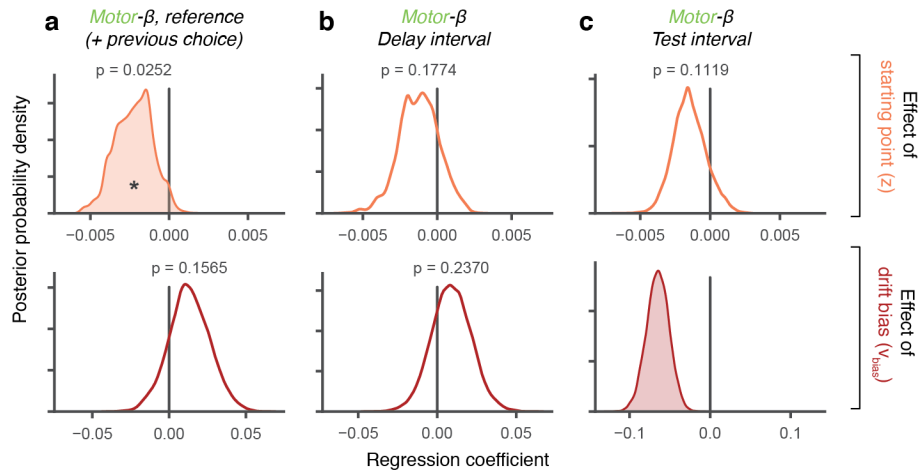 a
Motor-β, reference
(+ previous choice)
b
Motor-β
Delay interval
c
Motor-β
Test interval
p = 0.0252
p = 0.1774
p = 0.1119
*
−0.005 0.000 0.005
−0.005 0.000 0.005
−0.005 0.000 0.005
Effect of
starting point (z)
Posterior probability density
p = 0.1565
p = 0.2370
−0.05 0.00 0.05
−0.05 0.00 0.05
−0.1 0.0 0.1
Effect of
drift bias (vbias)
Regression coefficient